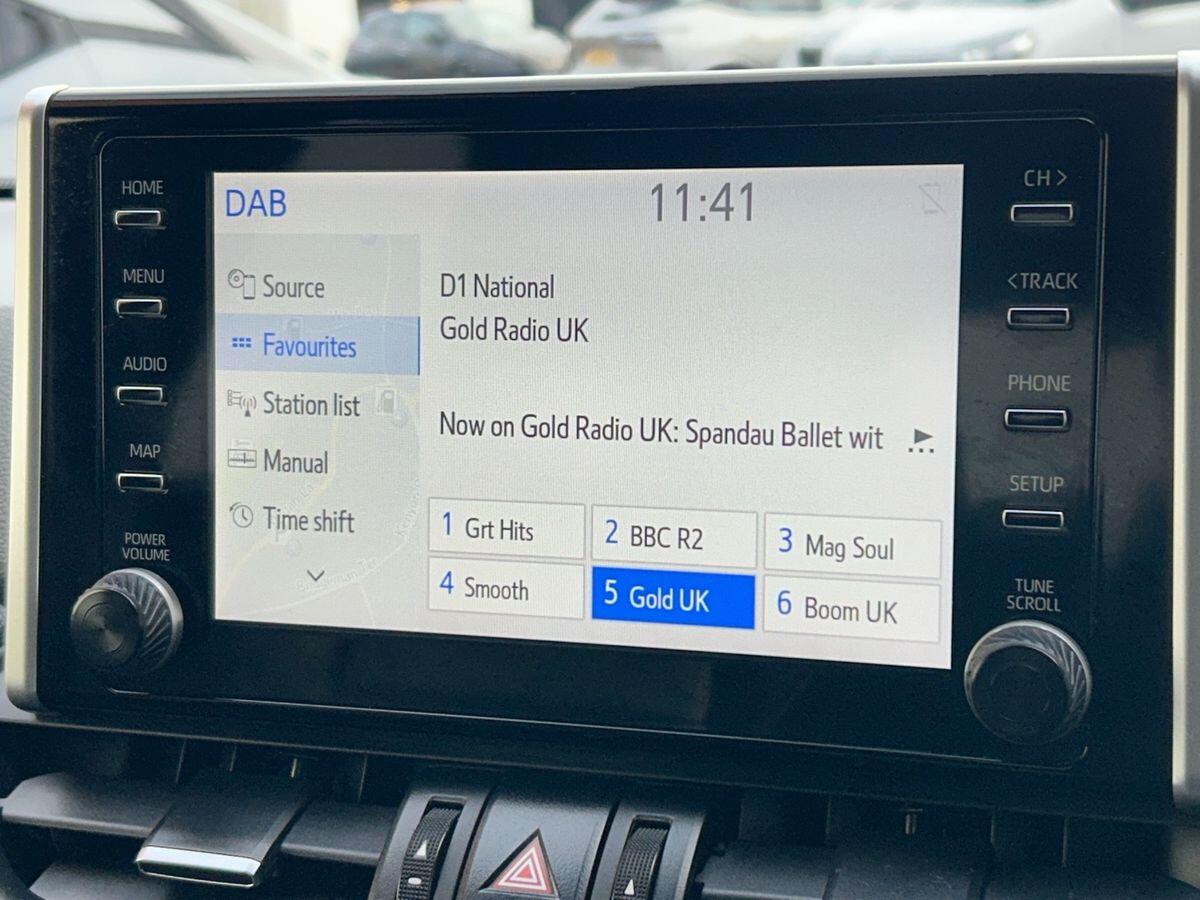 HOME
MENU
AUDIO
MAP
POWER
VOLUME
DAB
11:41
Source
Favourites
Station list
Manual
Time shift
D1 National
Gold Radio UK
Now on Gold Radio UK: Spandau Ballet wit ...
1 Grt Hits
2 BBC R2
3 Mag Soul
4 Smooth
5 Gold UK
6 Boom UK
CH >
<TRACK
PHONE
SETUP
TUNE
SCROLL